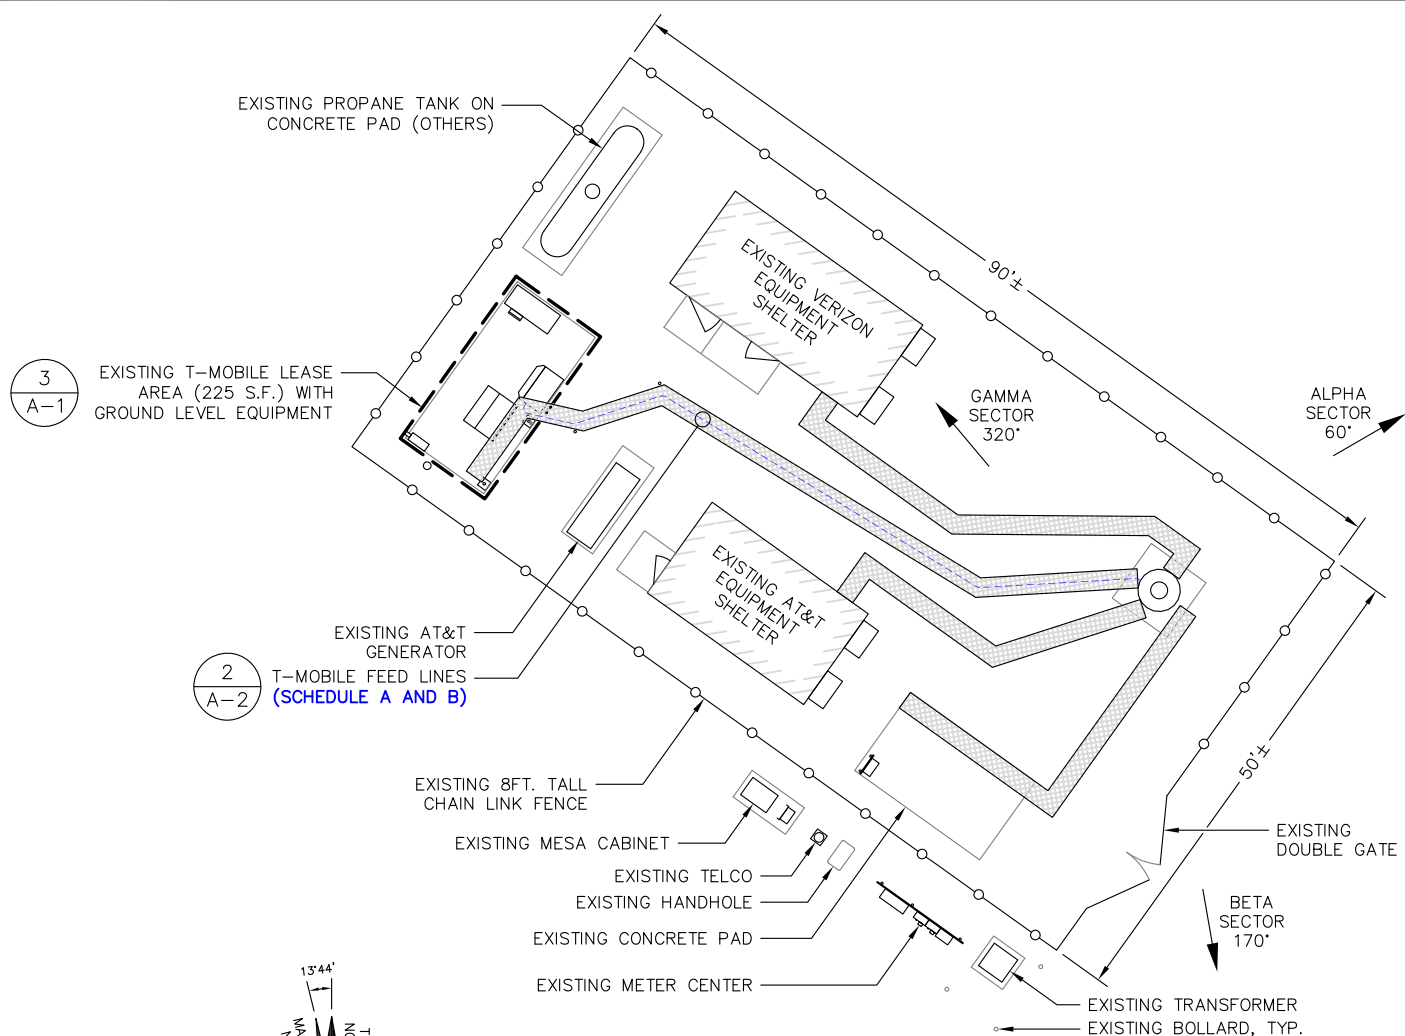 EXISTING PROPANE TANK ON
CONCRETE PAD (OTHERS)
90'±
EXISTING VERIZON
EQUIPMENT
SHELTER
3
A-1
EXISTING T-MOBILE LEASE
AREA (225 S.F.) WITH
GROUND LEVEL EQUIPMENT
GAMMA
SECTOR
320°
ALPHA
SECTOR
60°
EXISTING AT&T
EQUIPMENT
SHELTER
EXISTING AT&T
GENERATOR
2
A-2
T-MOBILE FEED LINES
(SCHEDULE A AND B)
50'±
EXISTING 8FT. TALL
CHAIN LINK FENCE
EXISTING MESA CABINET
EXISTING
DOUBLE GATE
EXISTING TELCO
EXISTING HANDHOLE
BETA
SECTOR
170°
EXISTING CONCRETE PAD
EXISTING METER CENTER
13°44'
EXISTING TRANSFORMER
EXISTING BOLLARD, TYP.